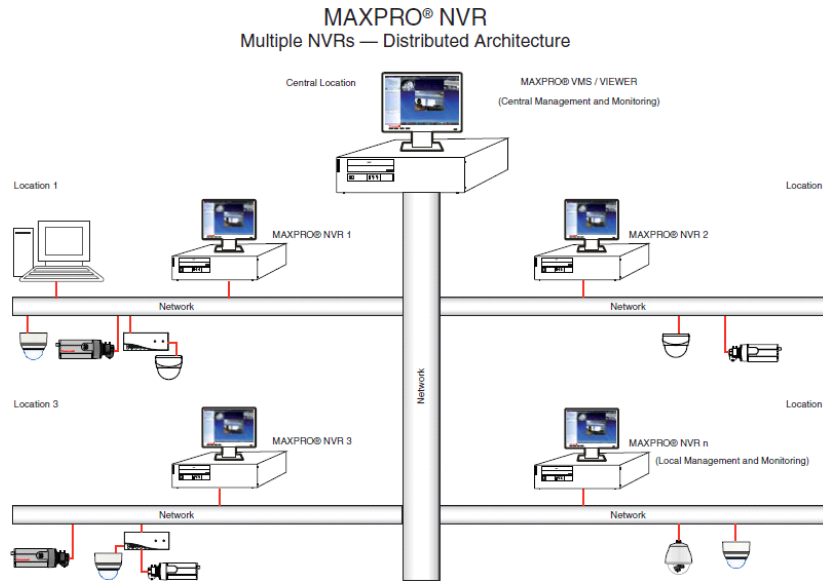 MAXPRO® NVR
Multiple NVRs — Distributed Architecture
Central Location
MAXPRO® VMS / VIEWER
(Central Management and Monitoring)
Location 1
Location
MAXPRO® NVR 1
MAXPRO® NVR 2
Network
Network
Network
Location 3
Location
MAXPRO® NVR 3
MAXPRO® NVR n
(Local Management and Monitoring)
Network
Network